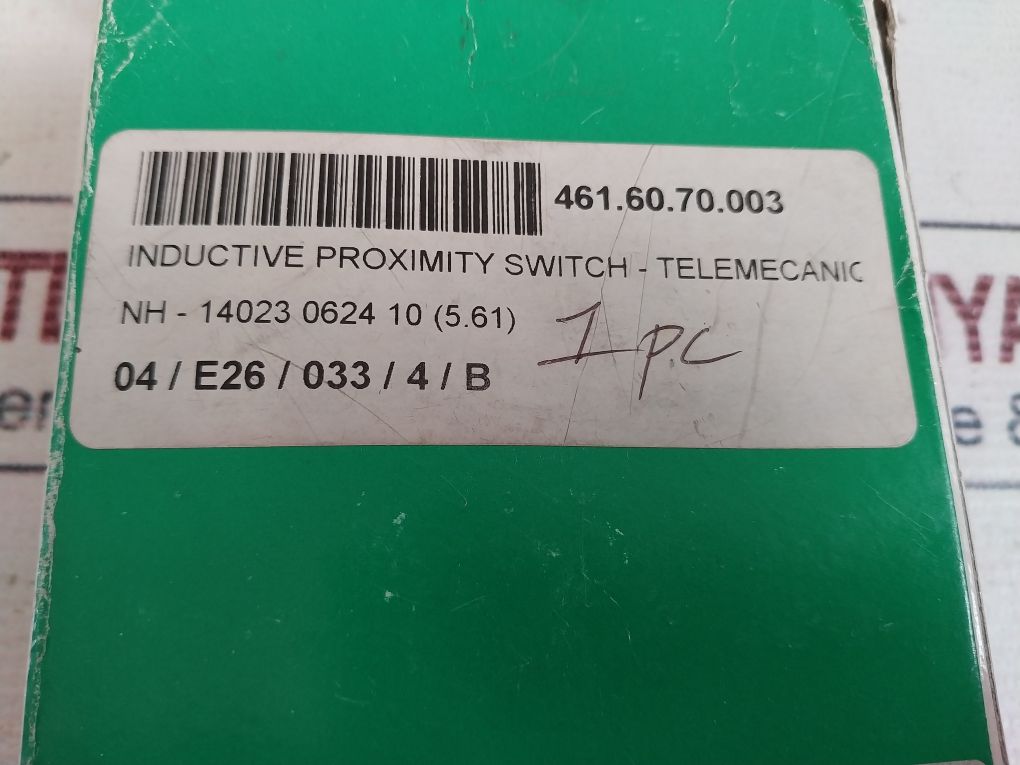 461.60.70.003
INDUCTIVE PROXIMITY SWITCH - TELEMECANIC
NH - 14023 0624 10 (5.61)
1 pc
04 / E26 / 033 / 4 / B